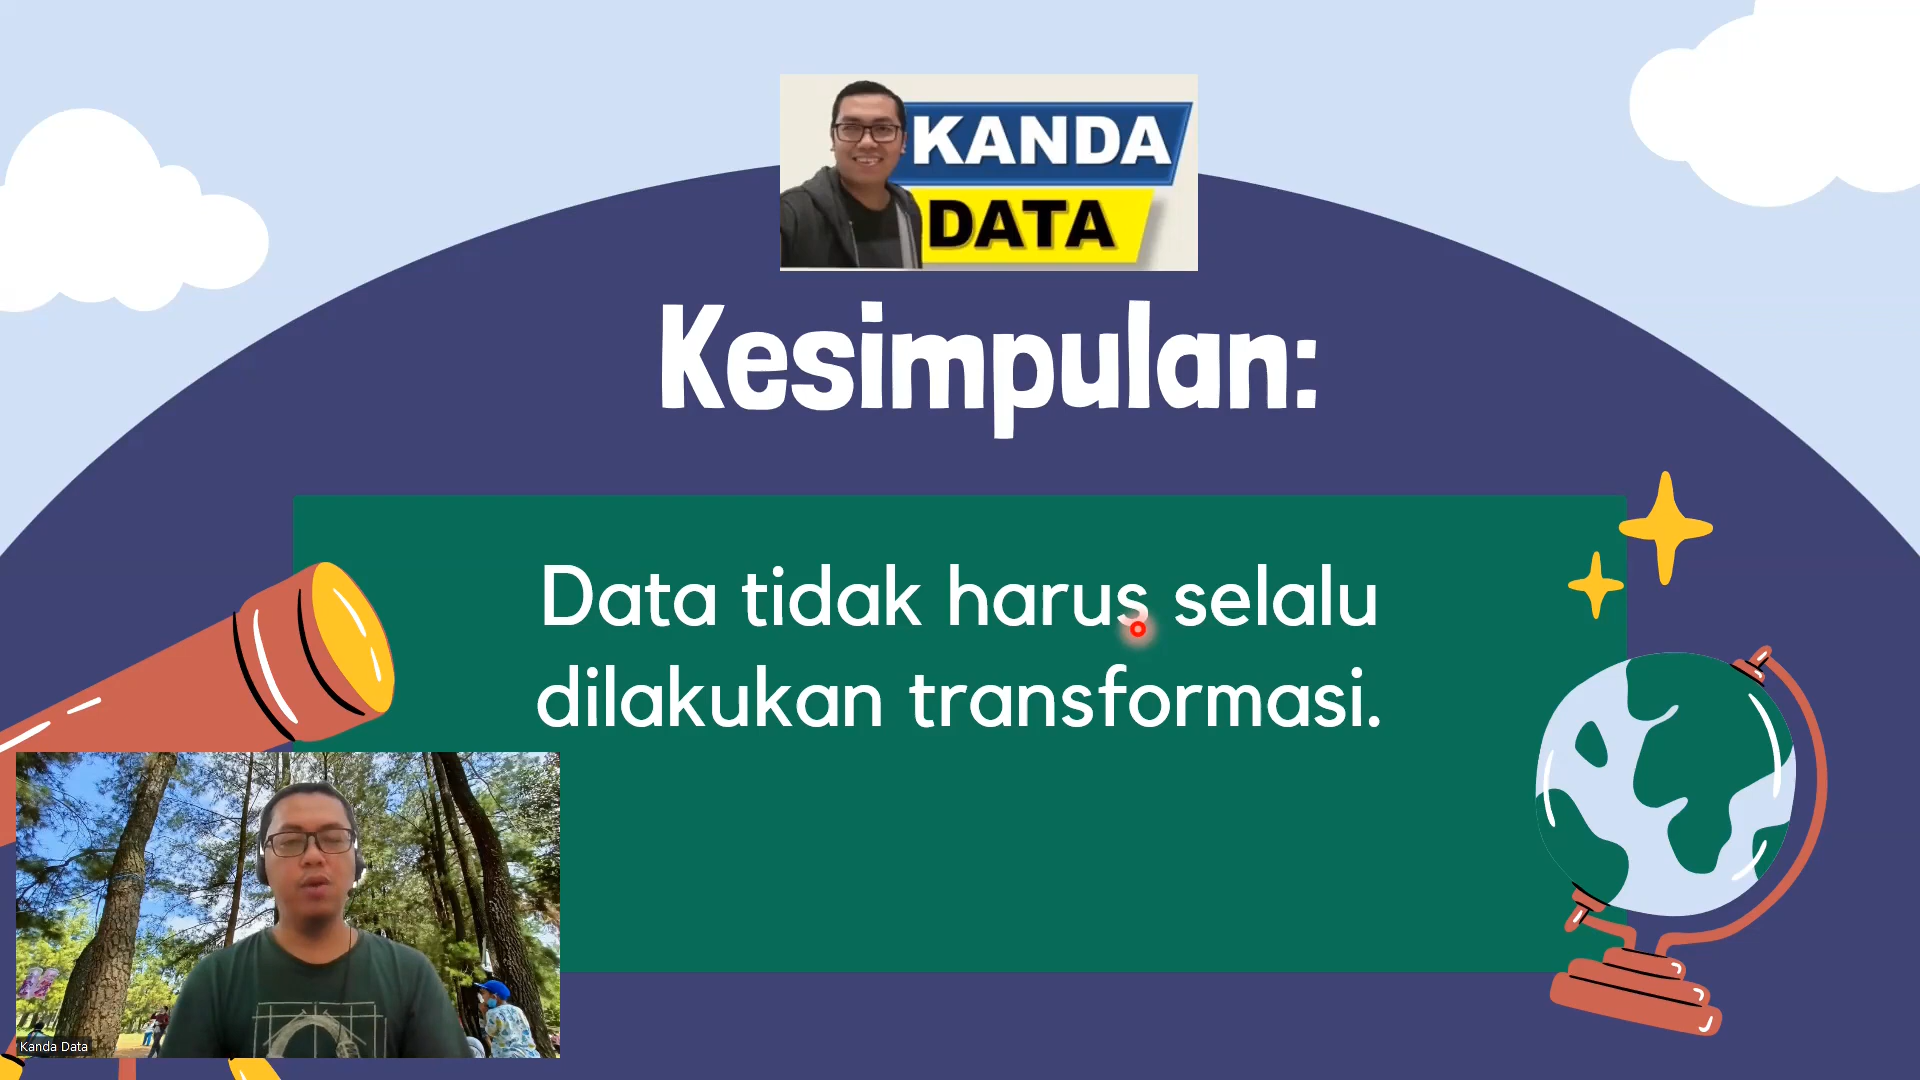 KANDA
DATA
Kesimpulan:
Data tidak harus selalu
dilakukan transformasi.
Kanda Data